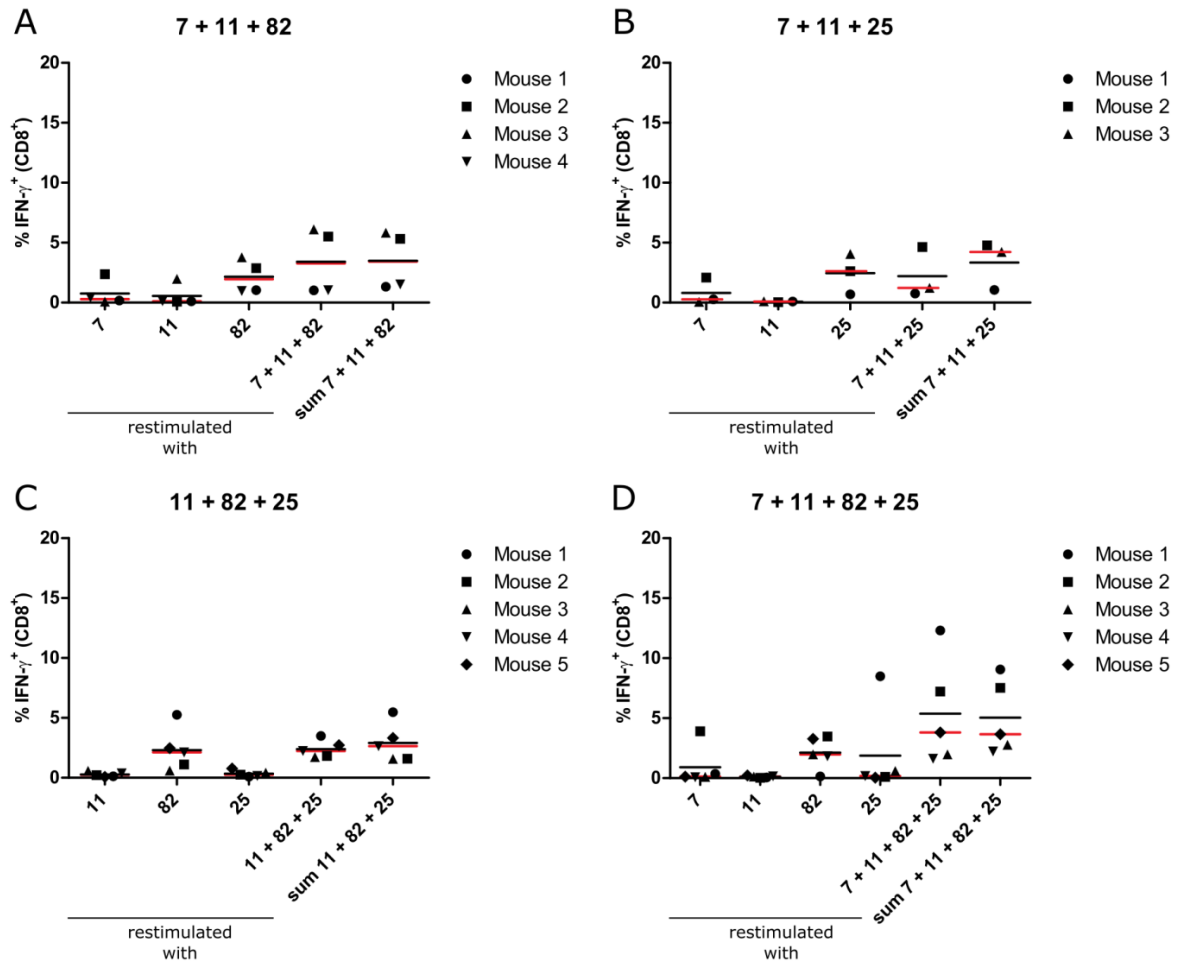 A
7 + 11 + 82
% IFN-γ+ (CD8+)
20
15
10
5
0
7
11
82
7 + 11 + 82
sum 7 + 11 + 82
restimulated
with
Mouse 1
Mouse 2
Mouse 3
Mouse 4
B
7 + 11 + 25
% IFN-γ+ (CD8+)
20
15
10
5
0
7
11
25
7 + 11 + 25
sum 7 + 11 + 25
restimulated
with
Mouse 1
Mouse 2
Mouse 3
C
11 + 82 + 25
% IFN-γ+ (CD8+)
20
15
10
5
0
11
82
25
11 + 82 + 25
sum 11 + 82 + 25
restimulated
with
Mouse 1
Mouse 2
Mouse 3
Mouse 4
Mouse 5
D
7 + 11 + 82 + 25
% IFN-γ+ (CD8+)
20
15
10
5
0
7
11
82
25
7 + 11 + 82 + 25
sum 7 + 11 + 82 + 25
restimulated
with
Mouse 1
Mouse 2
Mouse 3
Mouse 4
Mouse 5